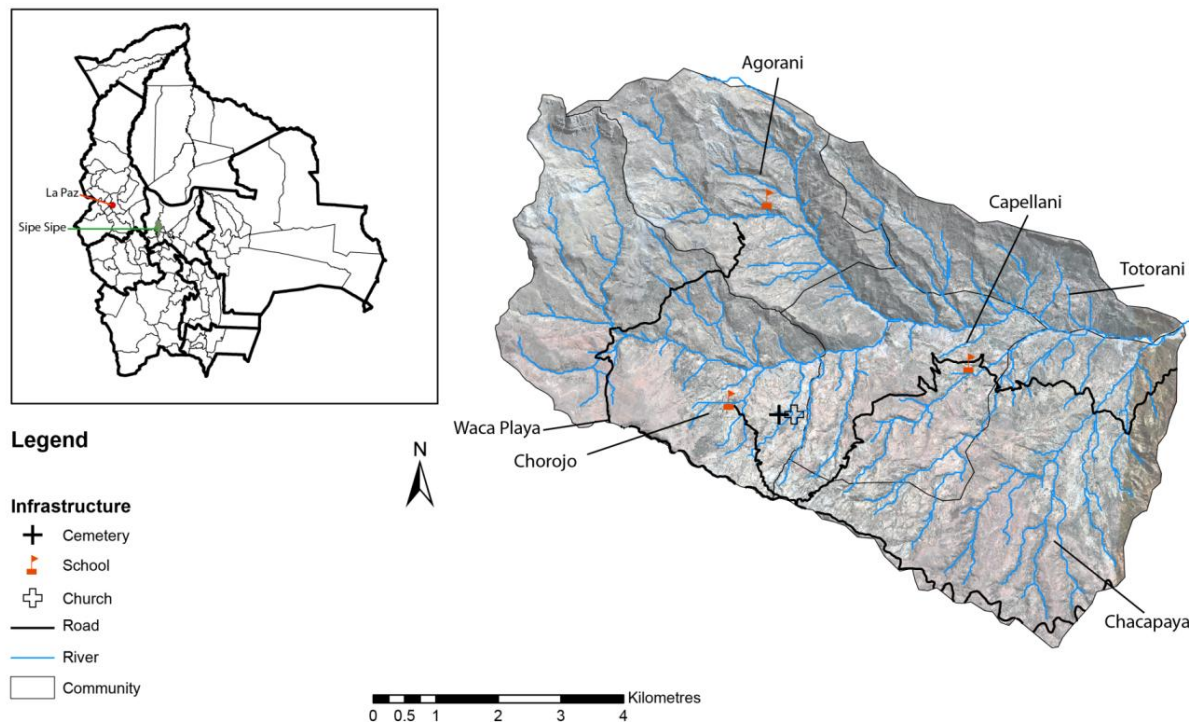 La Paz
Sipe Sipe
Agorani
Capellani
Totorani
Waca Playa
Chorojo
Chacapaya
Legend
Infrastructure
Cemetery
School
Church
Road
River
Community
N
Kilometres
0 0.5 1 2 3 4